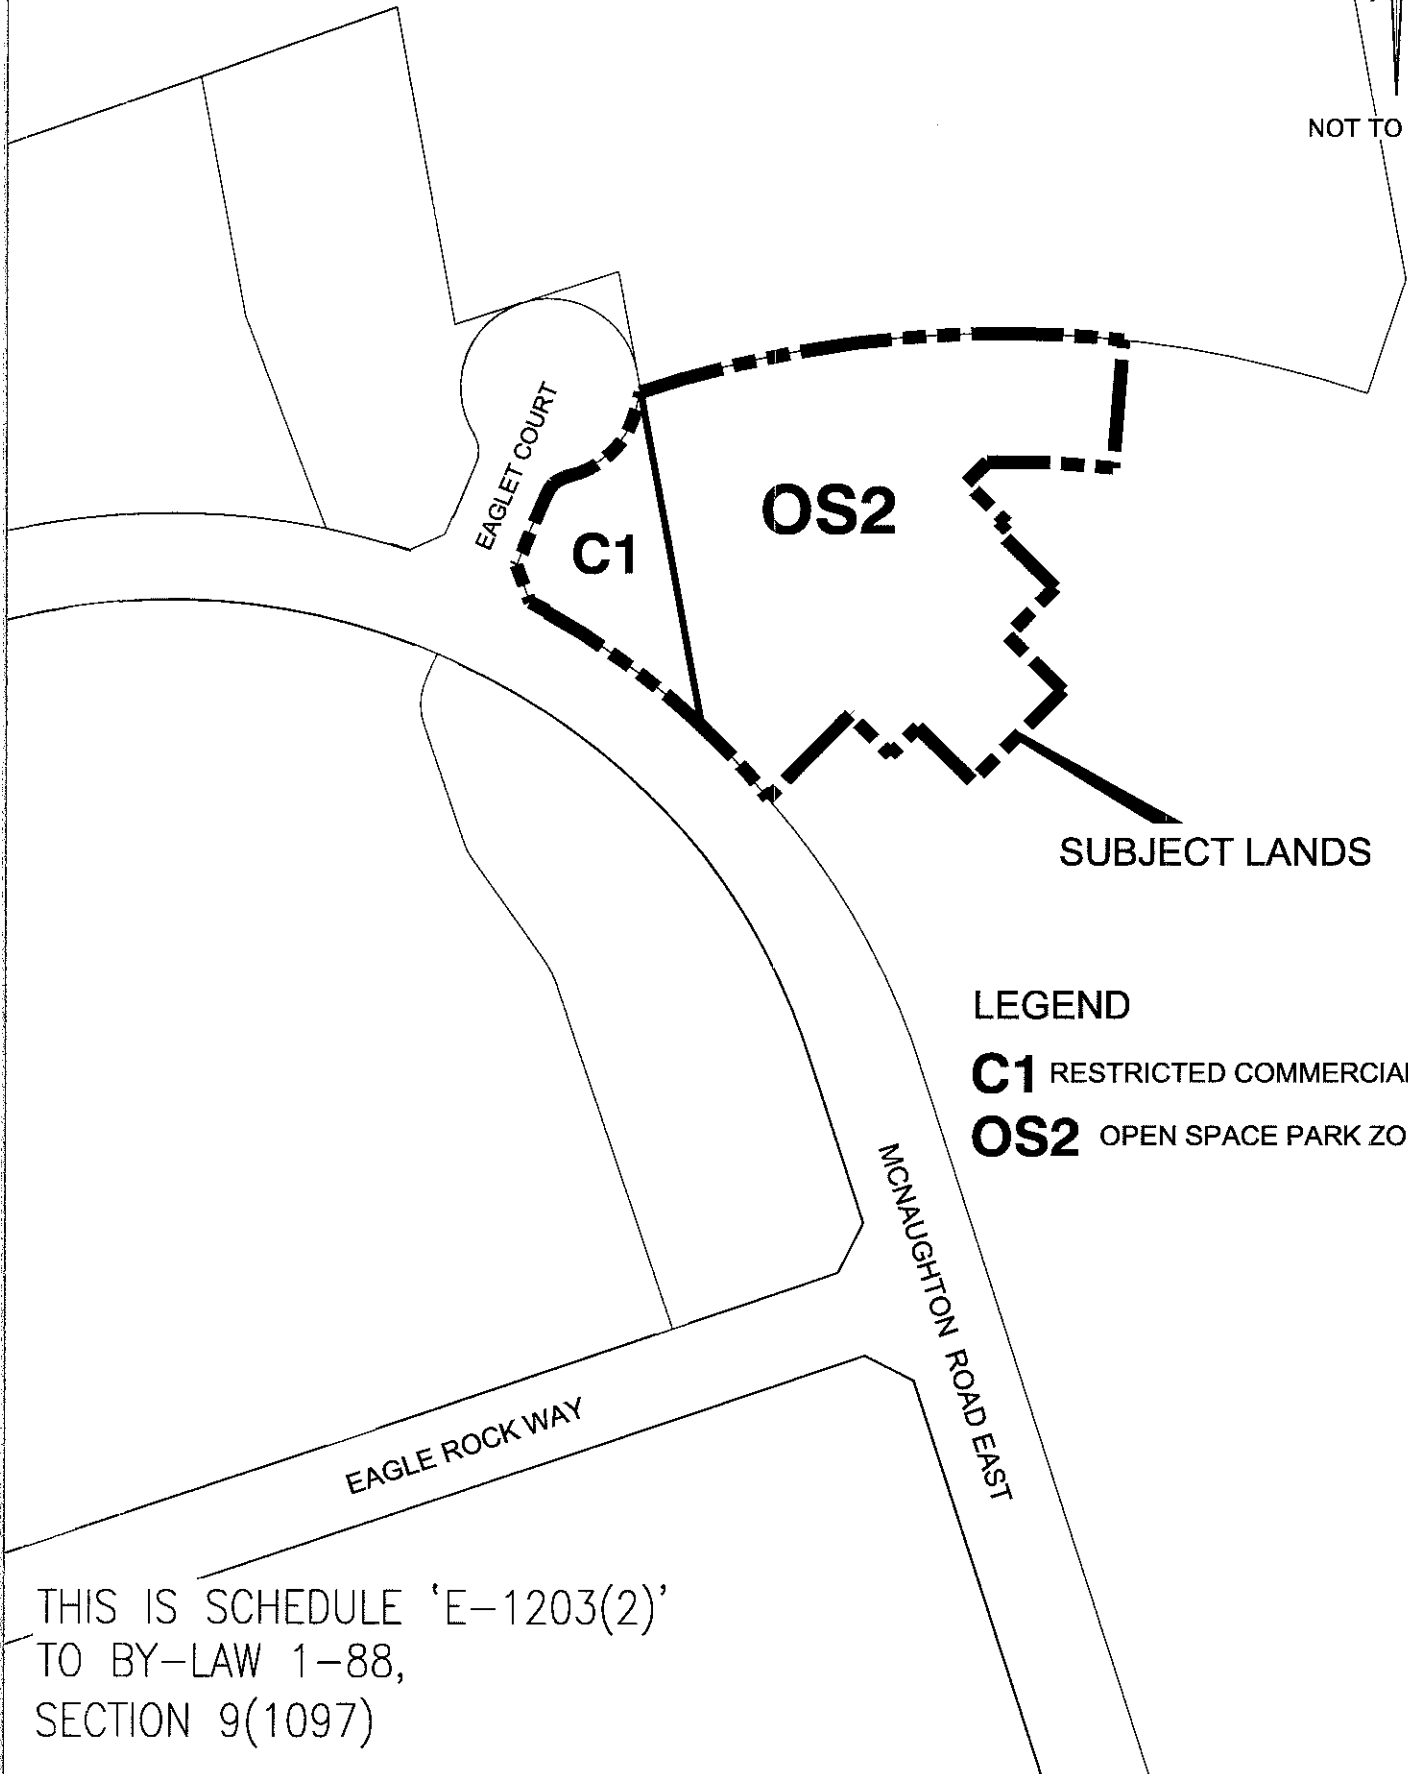 NOT TO
EAGLET COURT
OS2
C1
SUBJECT LANDS
LEGEND
C1 RESTRICTED COMMERCIAL
OS2 OPEN SPACE PARK ZO
MCNAUGHTON ROAD EAST
EAGLE ROCK WAY
THIS IS SCHEDULE 'E-1203(2)'
TO BY-LAW 1-88,
SECTION 9(1097)